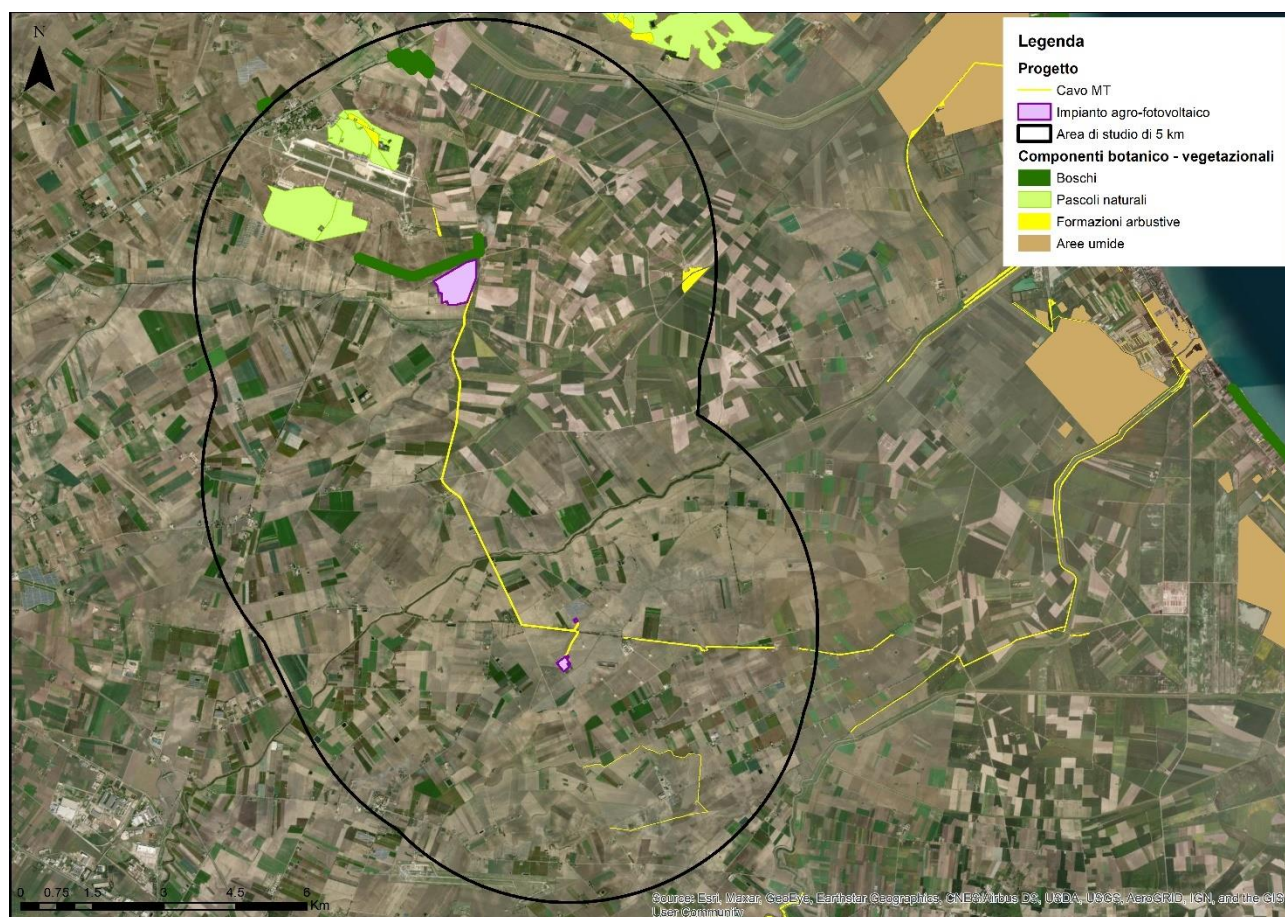 N
Legenda
Progetto
Cavo MT
Impianto agro-fotovoltaico
Area di studio di 5 km
Componenti botanico - vegetazionali
Boschi
Pascoli naturali
Formazioni arbustive
Aree umide
0 0.75 1.5 3 4.5 6
Km
Source: Esri, Maxar, GeoEye, Earthstar Geographics, CNES/Airbus DS, USDA, USGS, AeroGRID, IGN, and the GIS
User Community